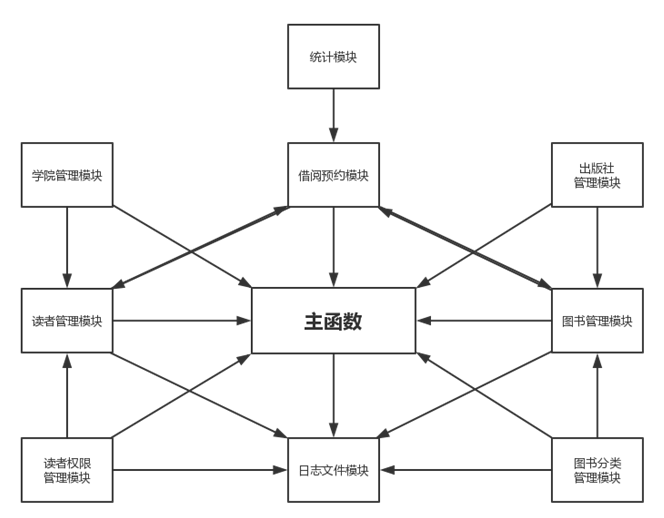 统计模块
学院管理模块
借阅预约模块
出版社
管理模块
读者管理模块
主函数
图书管理模块
读者权限
管理模块
日志文件模块
图书分类
管理模块